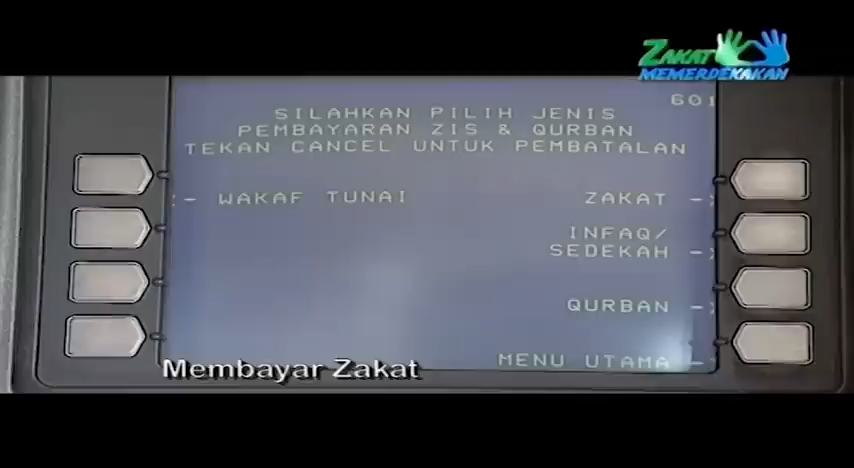 ZAKAT
MEMERDEKAKAN
601
SILAHKAN PILIH JENIS
PEMBAYARAN ZIS & QURBAN
TEKAN CANCEL UNTUK PEMBATALAN
WAKAF TUNAI
ZAKAT
INFAQ/
SEDEKAH
QURBAN
MENU UTAMA
Membayar Zakat